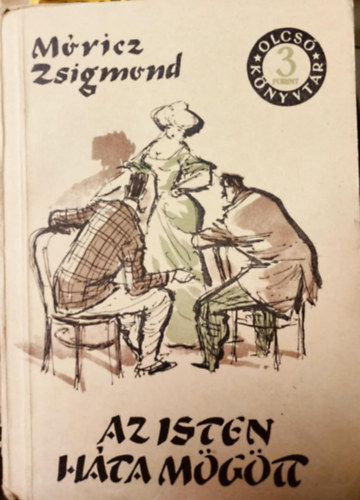 Móricz
Zsigmond
OLCSÓ
3
FORINT
KÖNYVTÁR
AZ ISTEN
HÁTA MÖGÖTT